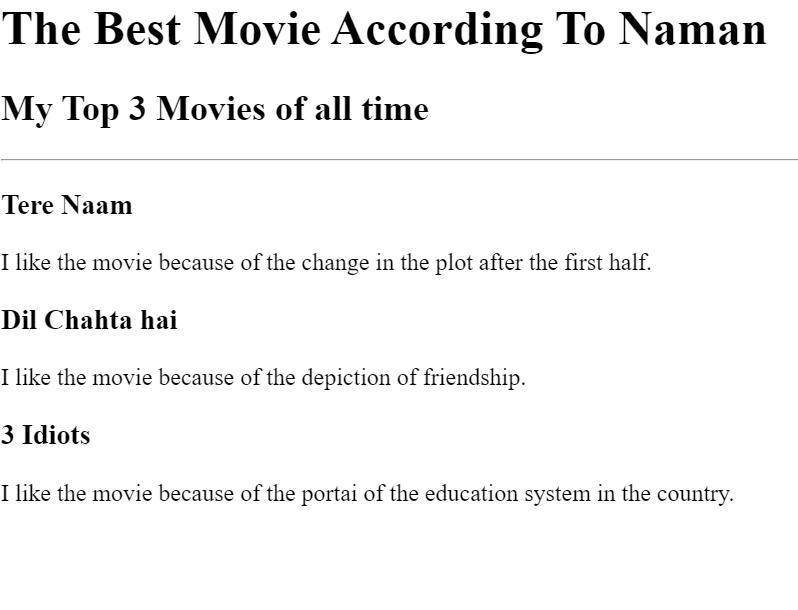 The Best Movie According To Naman
My Top 3 Movies of all time
Tere Naam
I like the movie because of the change in the plot after the first half.
Dil Chahta hai
I like the movie because of the depiction of friendship.
3 Idiots
I like the movie because of the portai of the education system in the country.